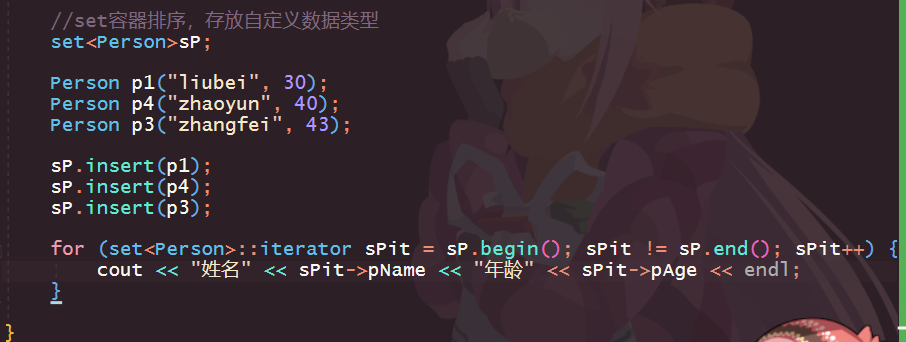 //set容器排序，存放自定义数据类型
set<Person>sP;
Person p1("liubei", 30);
Person p4("zhaoyun", 40);
Person p3("zhangfei", 43);
sP.insert(p1);
sP.insert(p4);
sP.insert(p3);
for (set<Person>::iterator sPit = sP.begin(); sPit != sP.end(); sPit++) {
cout << "姓名" << sPit->pName << "年龄" << sPit->pAge << endl;
}
}